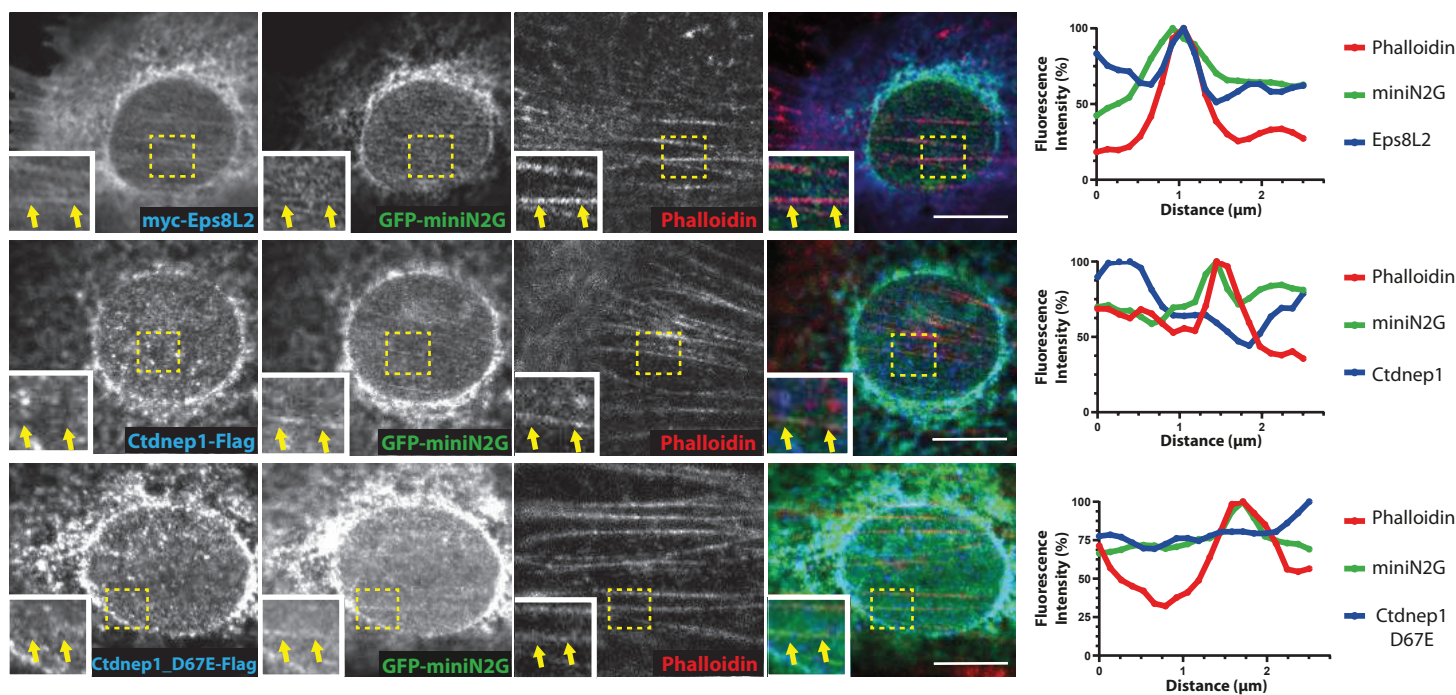 myc-Eps8L2
GFP-miniN2G
Phalloidin
Fluorescence
Intensity (%)
100
50
0
0
1
2
Distance (μm)
Phalloidin
miniN2G
Eps8L2
Ctdnep1-Flag
GFP-miniN2G
Phalloidin
Fluorescence
Intensity (%)
100
75
50
0
0
1
2
Distance (μm)
Phalloidin
miniN2G
Ctdnep1
Ctdnep1_D67E-Flag
GFP-miniN2G
Phalloidin
Fluorescence
Intensity (%)
100
75
50
25
0
0
1
2
Distance (μm)
Phalloidin
miniN2G
Ctdnep1
D67E